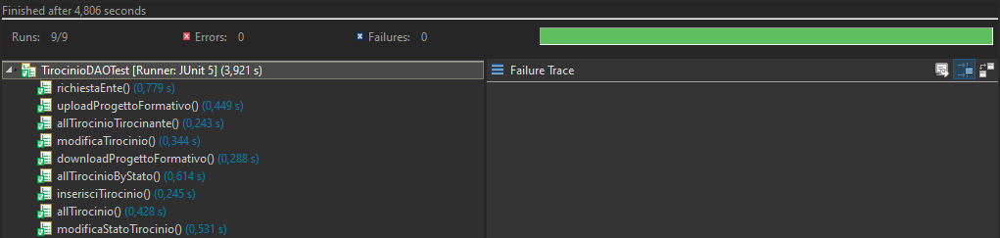 Finished after 4,806 seconds
Runs: 9/9 Errors: 0 Failures: 0
TirocinioDAOTest [Runner: JUnit 5] (3,921 s)
richiestaEnte() (0,779 s)
uploadProgettoFormativo() (0,449 s)
allTirocinioTirocinante() (0,243 s)
modificaTirocinio() (0,344 s)
downloadProgettoFormativo() (0,288 s)
allTirocinioByStato() (0,614 s)
inserisciTirocinio() (0,245 s)
allTirocinio() (0,428 s)
modificaStatoTirocinio() (0,531 s)
Failure Trace